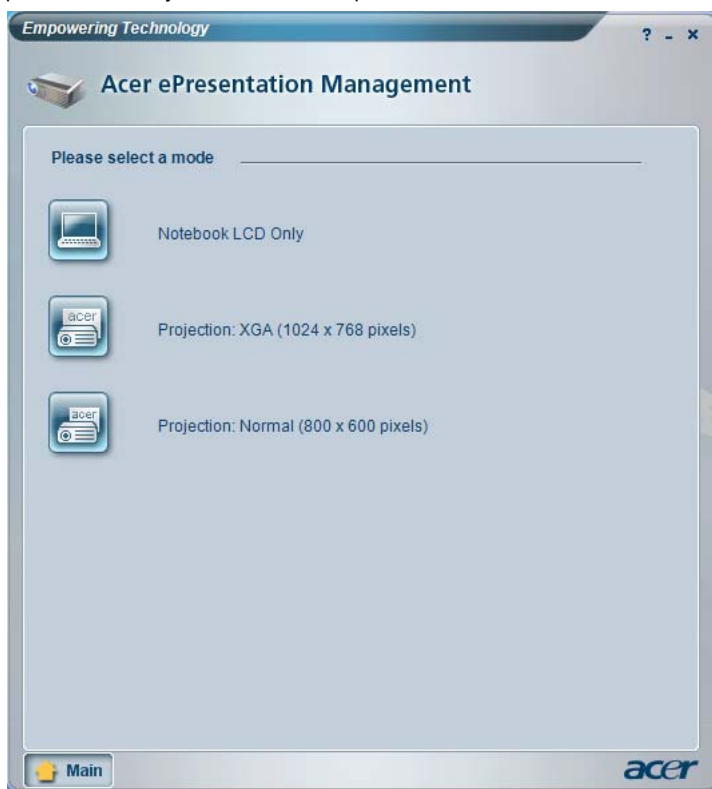 Empowering Technology
? - ×
Acer ePresentation Management
Please select a mode
Notebook LCD Only
acer
Projection: XGA (1024 x 768 pixels)
acer
Projection: Normal (800 x 600 pixels)
Main
acer